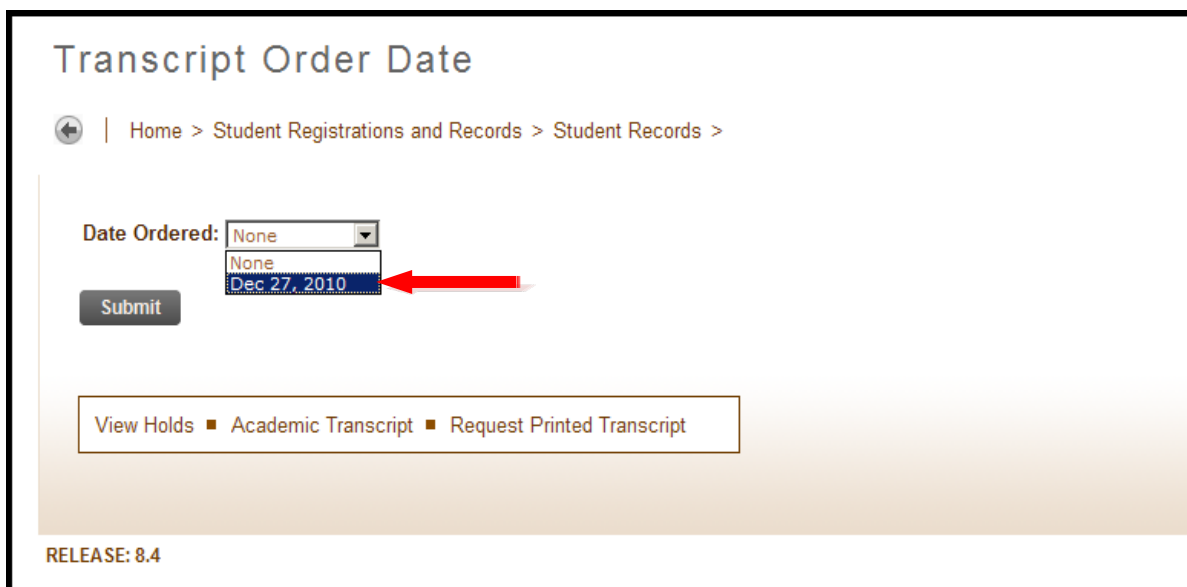 Transcript Order Date
Home > Student Registrations and Records > Student Records >
Date Ordered: None
None
Dec 27, 2010
Submit
View Holds ▪ Academic Transcript ▪ Request Printed Transcript
RELEASE: 8.4